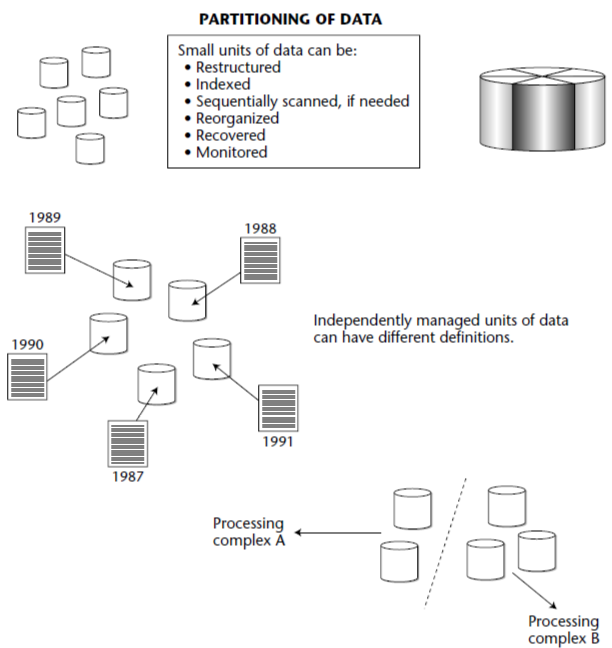 PARTITIONING OF DATA
Small units of data can be:
• Restructured
• Indexed
• Sequentially scanned, if needed
• Reorganized
• Recovered
• Monitored
1989
1988
Independently managed units of data
can have different definitions.
1990
1991
1987
Processing
complex A
Processing
complex B